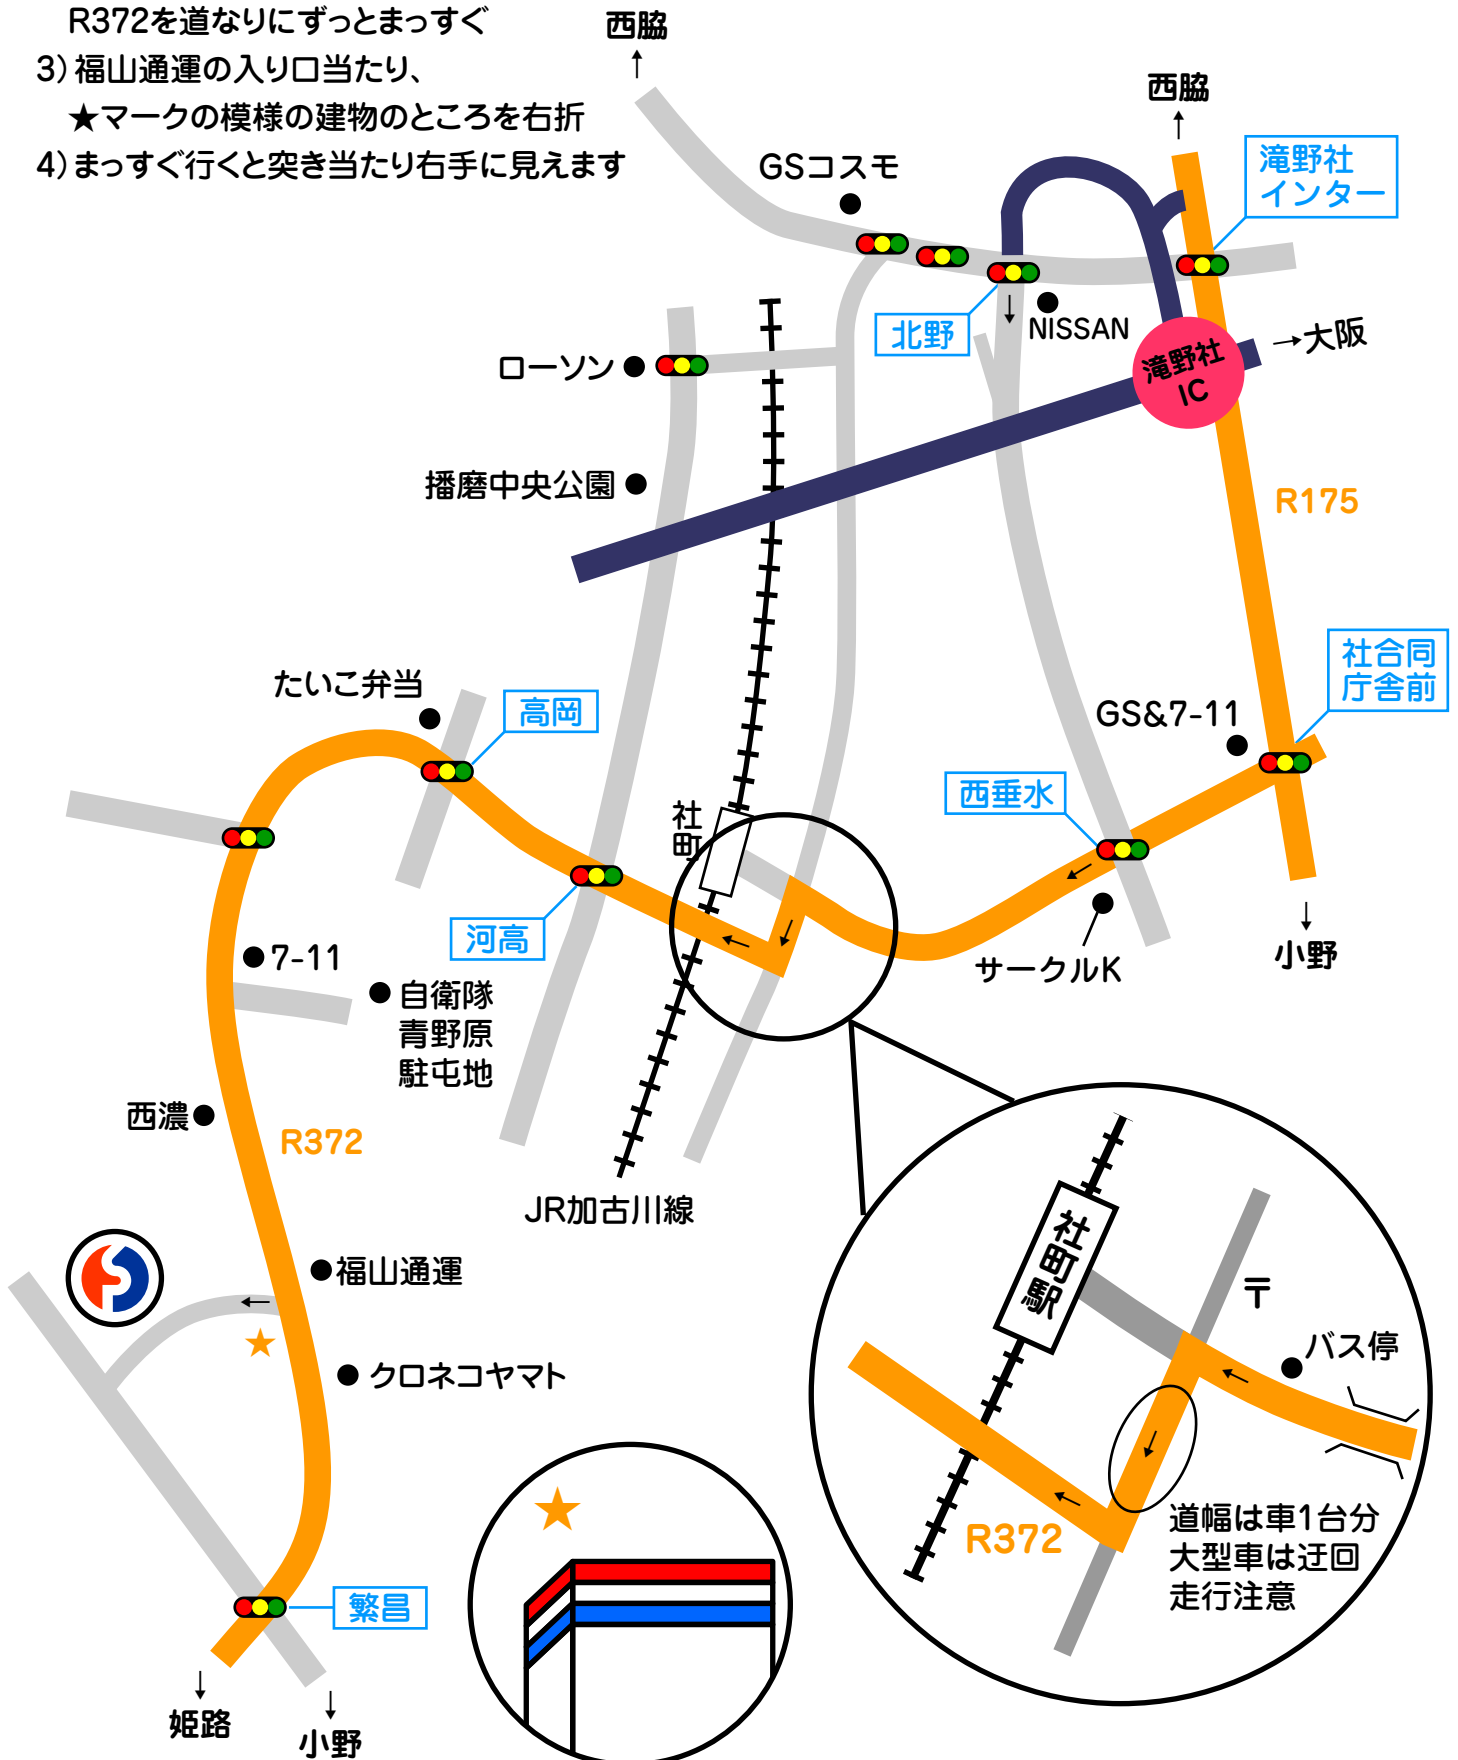 R372を道なりにずっとまっすぐ
3）福山通運の入り口当たり、
★マークの模様の建物のところを右折
4）まっすぐ行くと突き当たり右手に見えます
西脇
西脇
GSコスモ
滝野社
インター
北野
NISSAN
大阪
滝野社
IC
ローソン
播磨中央公園
R175
社合同
庁舎前
たいこ弁当
高岡
GS&7-11
西垂水
社町
河高
サークルK
小野
7-11
自衛隊
青野原
駐屯地
西濃
R372
JR加古川線
福山通運
クロネコヤマト
社町駅
〒
バス停
R372
道幅は車1台分
大型車は迂回
走行注意
繁昌
姫路
小野